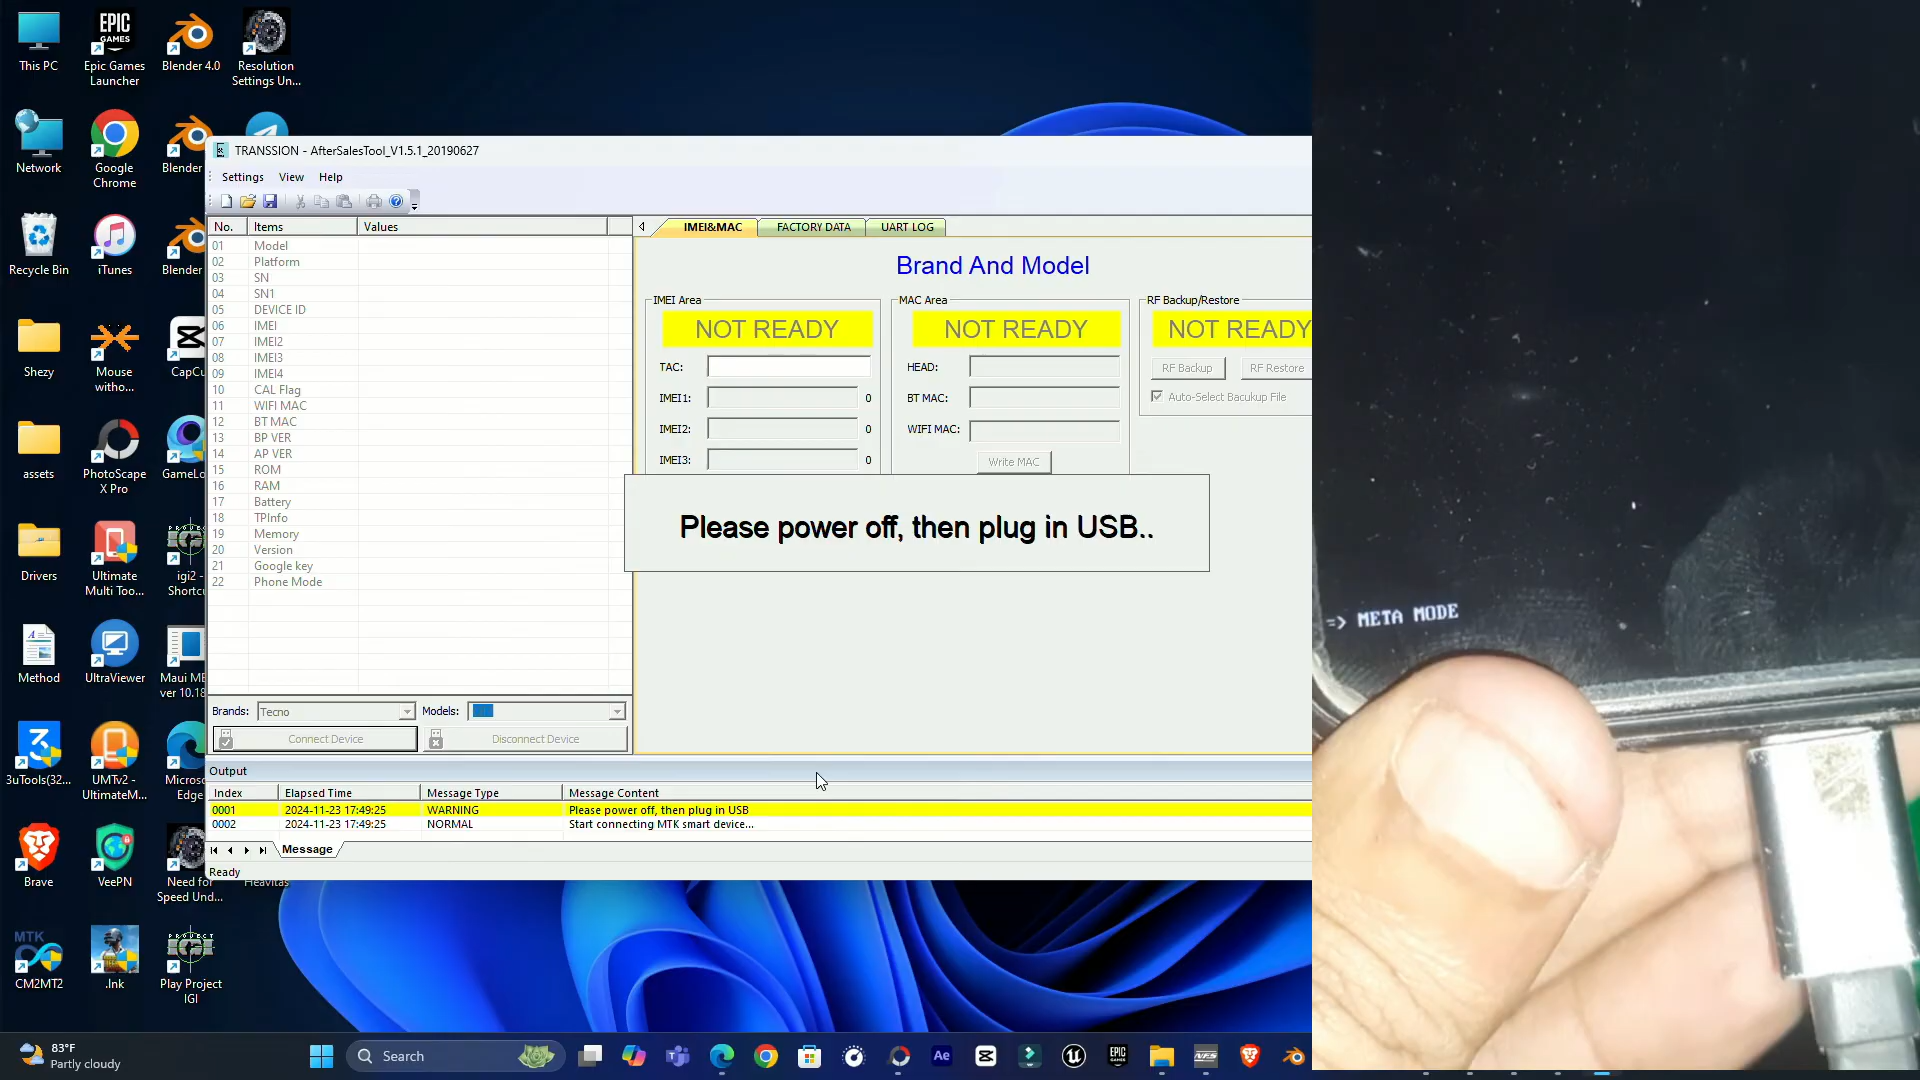 This PC
EPIC GAMES
Epic Games Launcher
Blender 4.0
Resolution Settings Un...
Network
Google Chrome
Blender
Recycle Bin
iTunes
Blender
Shezy
Mouse witho...
CapCu
assets
PhotoScape X Pro
GameLo
Drivers
Ultimate Multi Too...
PROJECT
igi2 - Shortcu
Method
UltraViewer
Maui ME ver 10.18
3uTools(32...
UMTv2 - UltimateM...
Microso Edge
Brave
VeePN
Need for Speed Und...
Heavitas
MTK
CM2MT2
.lnk
PROJECT
Play Project IGI
TRANSSION - AfterSalesTool_V1.5.1_20190627
Settings View Help
No. Items Values
01 Model
02 Platform
03 SN
04 SN1
05 DEVICE ID
06 IMEI
07 IMEI2
08 IMEI3
09 IMEI4
10 CAL Flag
11 WIFI MAC
12 BT MAC
13 BP VER
14 AP VER
15 ROM
16 RAM
17 Battery
18 TPInfo
19 Memory
20 Version
21 Google key
22 Phone Mode
Brands: Tecno Models:
Connect Device Disconnect Device
IMEI&MAC FACTORY DATA UART LOG
Brand And Model
IMEI Area
NOT READY
TAC:
IMEI1: 0
IMEI2: 0
IMEI3: 0
MAC Area
NOT READY
HEAD:
BT MAC:
WIFI MAC:
Write MAC
RF Backup/Restore
NOT READY
RF Backup RF Restore
Auto-Select Bacukup File
Please power off, then plug in USB..
Output
Index Elapsed Time Message Type Message Content
0001 2024-11-23 17:49:25 WARNING Please power off, then plug in USB
0002 2024-11-23 17:49:25 NORMAL Start connecting MTK smart device...
Message
Ready
=> META MODE
83°F
Partly cloudy
Search
Ae
EPIC GAMES
NFS